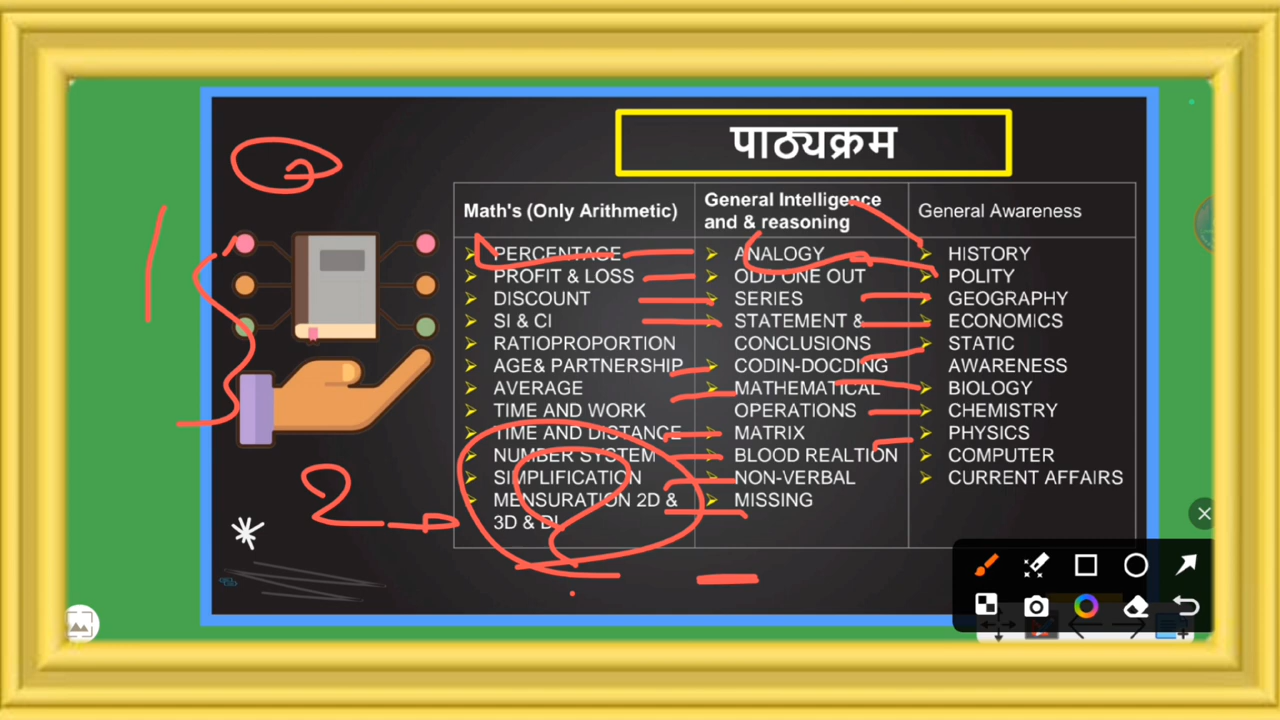 पाठ्यक्रम
Math's (Only Arithmetic)
PERCENTAGE
PROFIT & LOSS
DISCOUNT
SI & CI
RATIOPROPORTION
AGE& PARTNERSHIP
AVERAGE
TIME AND WORK
TIME AND DISTANCE
NUMBER SYSTEM
SIMPLIFICATION
MENSURATION 2D &
3D & DI
General Intelligence
and & reasoning
ANALOGY
ODD ONE OUT
SERIES
STATEMENT &
CONCLUSIONS
CODIN-DOCDING
MATHEMATICAL
OPERATIONS
MATRIX
BLOOD REALTION
NON-VERBAL
MISSING
General Awareness
HISTORY
POLITY
GEOGRAPHY
ECONOMICS
STATIC
AWARENESS
BIOLOGY
CHEMISTRY
PHYSICS
COMPUTER
CURRENT AFFAIRS
2